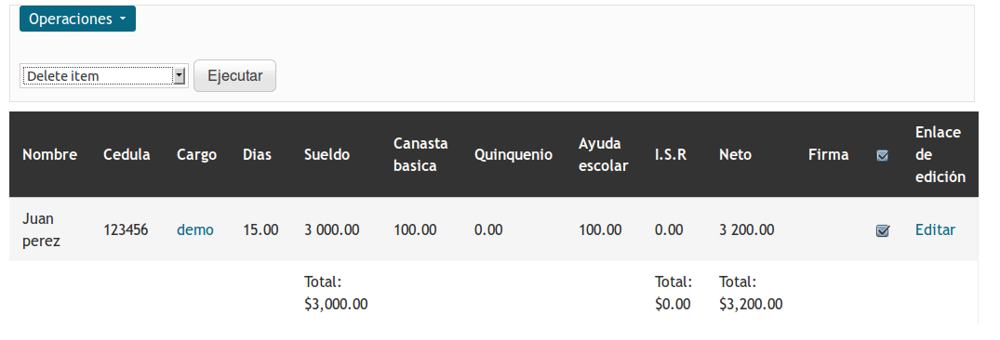 Operaciones
Delete item Ejecutar
Nombre Cedula Cargo Dias Sueldo Canasta basica Quinquenio Ayuda escolar I.S.R Neto Firma Enlace de edición
Juan perez 123456 demo 15.00 3 000.00 100.00 0.00 100.00 0.00 3 200.00 Editar
Total: $3,000.00 Total: $0.00 Total: $3,200.00